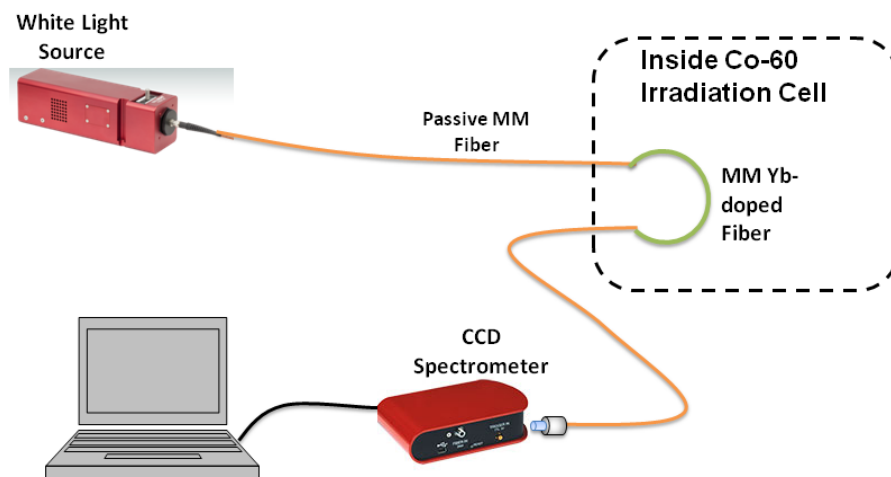 White Light
Source
Inside Co-60
Irradiation Cell
Passive MM
Fiber
MM Yb-
doped
Fiber
CCD
Spectrometer